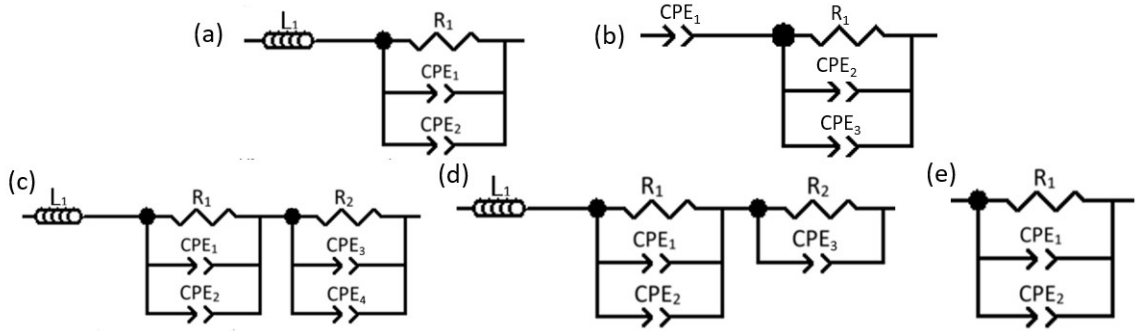 (a) L₁ R₁
CPE₁
CPE₂
(b) CPE₁ R₁
CPE₂
CPE₃
(c) L₁ R₁ R₂
CPE₁ CPE₃
CPE₂ CPE₄
(d) L₁ R₁ R₂
CPE₁ CPE₃
CPE₂
(e) R₁
CPE₁
CPE₂